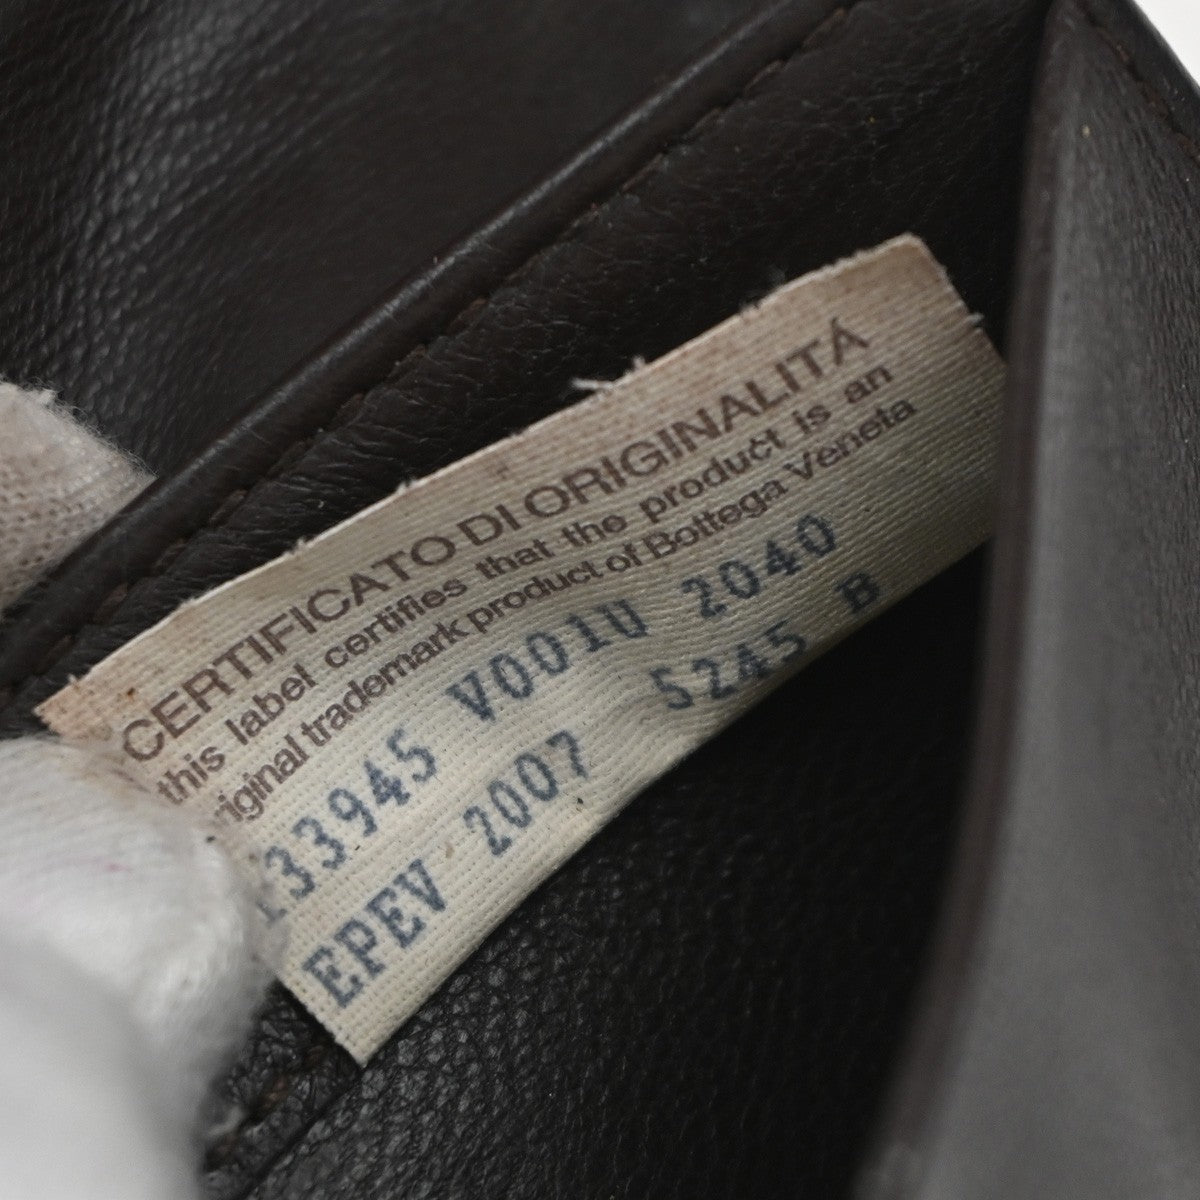 CERTIFICATO DI ORIGINALITÁ
this label certifies that the product is an
original trademark product of Bottega Veneta
133945 V001U 2040
EPEV 2007 5245 B